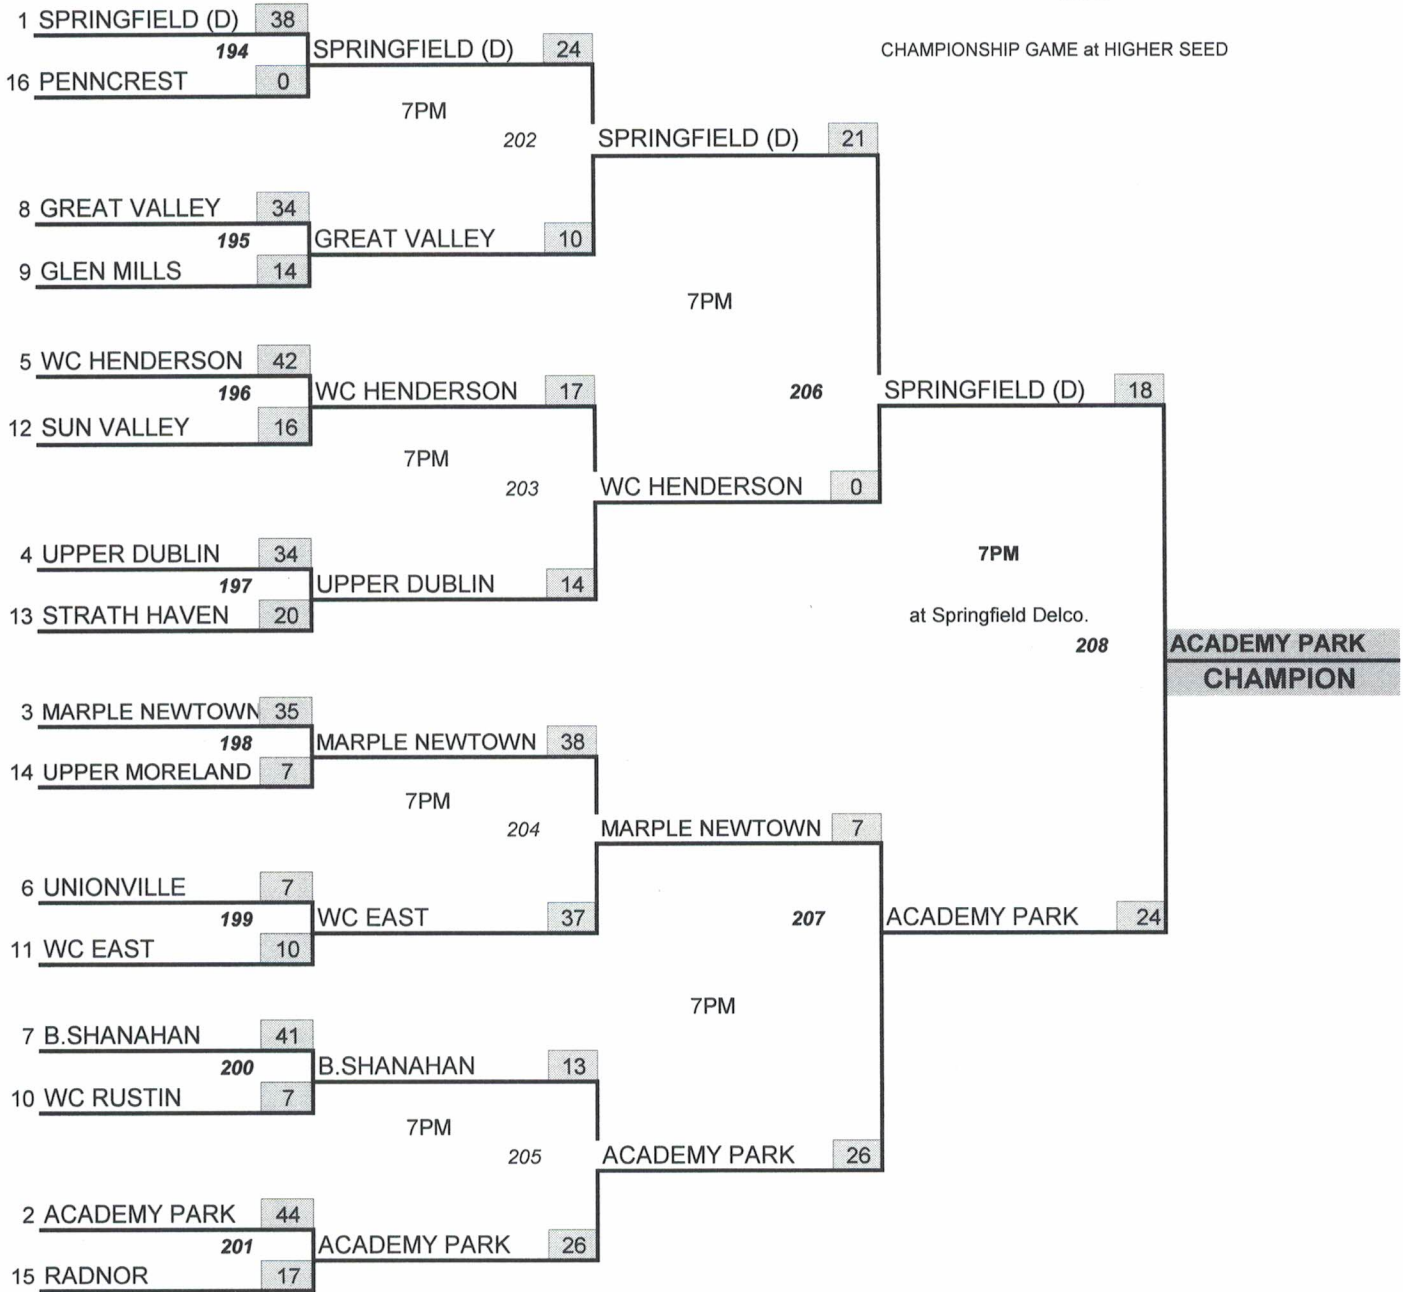 1 SPRINGFIELD (D) 38
194
16 PENNCREST 0
SPRINGFIELD (D) 24
7PM
202
8 GREAT VALLEY 34
195
9 GLEN MILLS 14
GREAT VALLEY 10
CHAMPIONSHIP GAME at HIGHER SEED
SPRINGFIELD (D) 21
7PM
206
5 WC HENDERSON 42
196
12 SUN VALLEY 16
WC HENDERSON 17
7PM
203
4 UPPER DUBLIN 34
197
13 STRATH HAVEN 20
UPPER DUBLIN 14
WC HENDERSON 0
SPRINGFIELD (D) 18
7PM
at Springfield Delco.
208
ACADEMY PARK
CHAMPION
3 MARPLE NEWTOWN 35
198
14 UPPER MORELAND 7
MARPLE NEWTOWN 38
7PM
204
6 UNIONVILLE 7
199
11 WC EAST 10
WC EAST 37
MARPLE NEWTOWN 7
207
ACADEMY PARK 24
7PM
7 B.SHANAHAN 41
200
10 WC RUSTIN 7
B.SHANAHAN 13
7PM
205
ACADEMY PARK 26
2 ACADEMY PARK 44
201
15 RADNOR 17
ACADEMY PARK 26